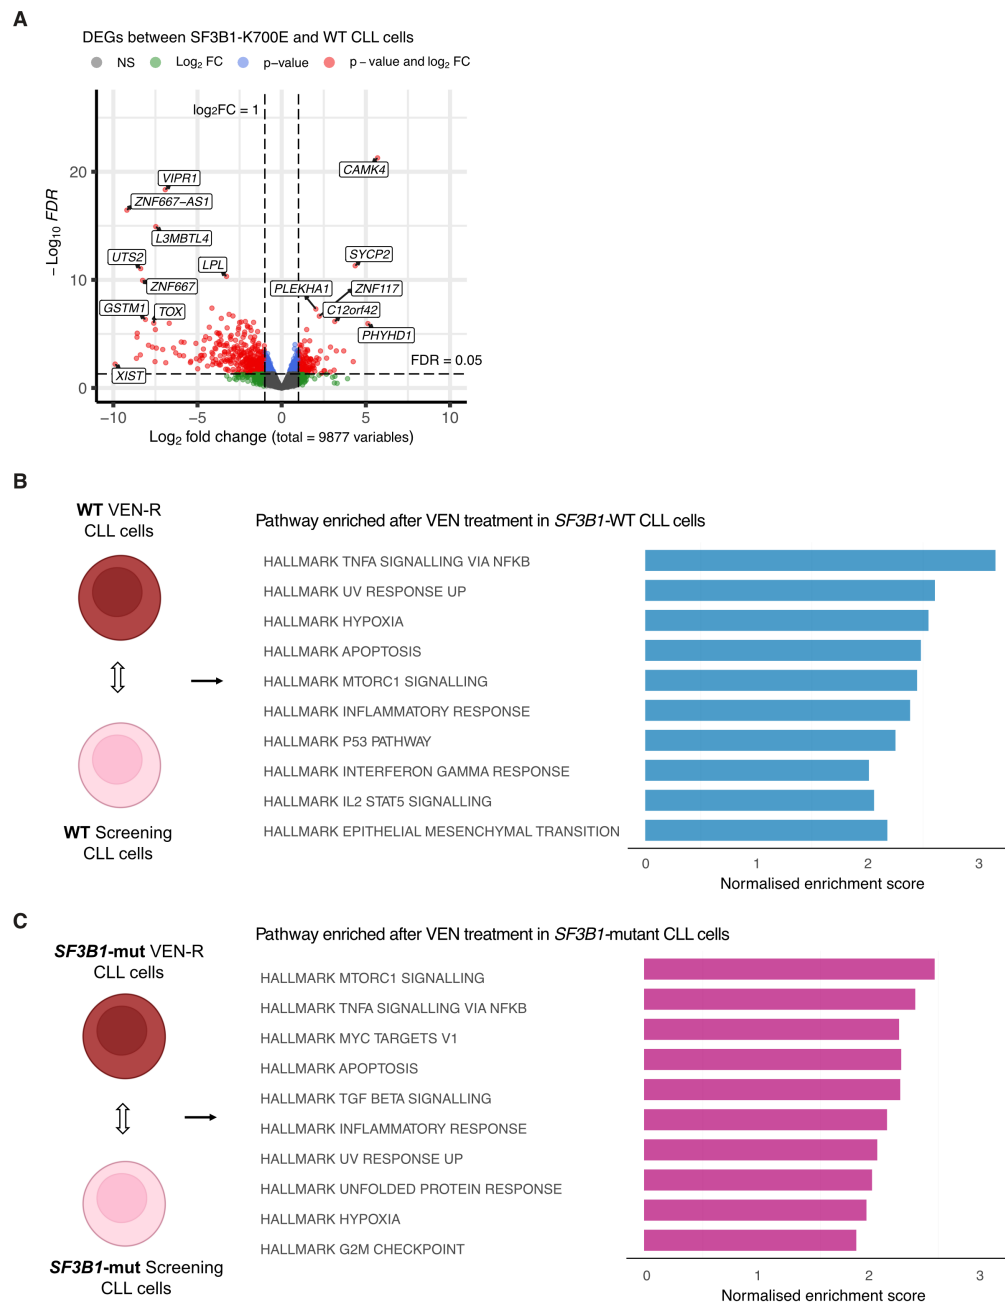 A
DEGs between SF3B1-K700E and WT CLL cells
NS
Log2 FC
p−value
p − value and log2 FC
log2FC = 1
CAMK4
VIPR1
ZNF667−AS1
L3MBTL4
UTS2
LPL
SYCP2
ZNF667
PLEKHA1
ZNF117
GSTM1
TOX
C12orf42
PHYHD1
FDR = 0.05
XIST
− Log10 FDR
20
10
0
−10
−5
0
5
10
Log2 fold change (total = 9877 variables)
B
WT VEN-R
CLL cells
WT Screening
CLL cells
Pathway enriched after VEN treatment in SF3B1-WT CLL cells
HALLMARK TNFA SIGNALLING VIA NFKB
HALLMARK UV RESPONSE UP
HALLMARK HYPOXIA
HALLMARK APOPTOSIS
HALLMARK MTORC1 SIGNALLING
HALLMARK INFLAMMATORY RESPONSE
HALLMARK P53 PATHWAY
HALLMARK INTERFERON GAMMA RESPONSE
HALLMARK IL2 STAT5 SIGNALLING
HALLMARK EPITHELIAL MESENCHYMAL TRANSITION
0
1
2
3
Normalised enrichment score
C
SF3B1-mut VEN-R
CLL cells
SF3B1-mut Screening
CLL cells
Pathway enriched after VEN treatment in SF3B1-mutant CLL cells
HALLMARK MTORC1 SIGNALLING
HALLMARK TNFA SIGNALLING VIA NFKB
HALLMARK MYC TARGETS V1
HALLMARK APOPTOSIS
HALLMARK TGF BETA SIGNALLING
HALLMARK INFLAMMATORY RESPONSE
HALLMARK UV RESPONSE UP
HALLMARK UNFOLDED PROTEIN RESPONSE
HALLMARK HYPOXIA
HALLMARK G2M CHECKPOINT
0
1
2
3
Normalised enrichment score